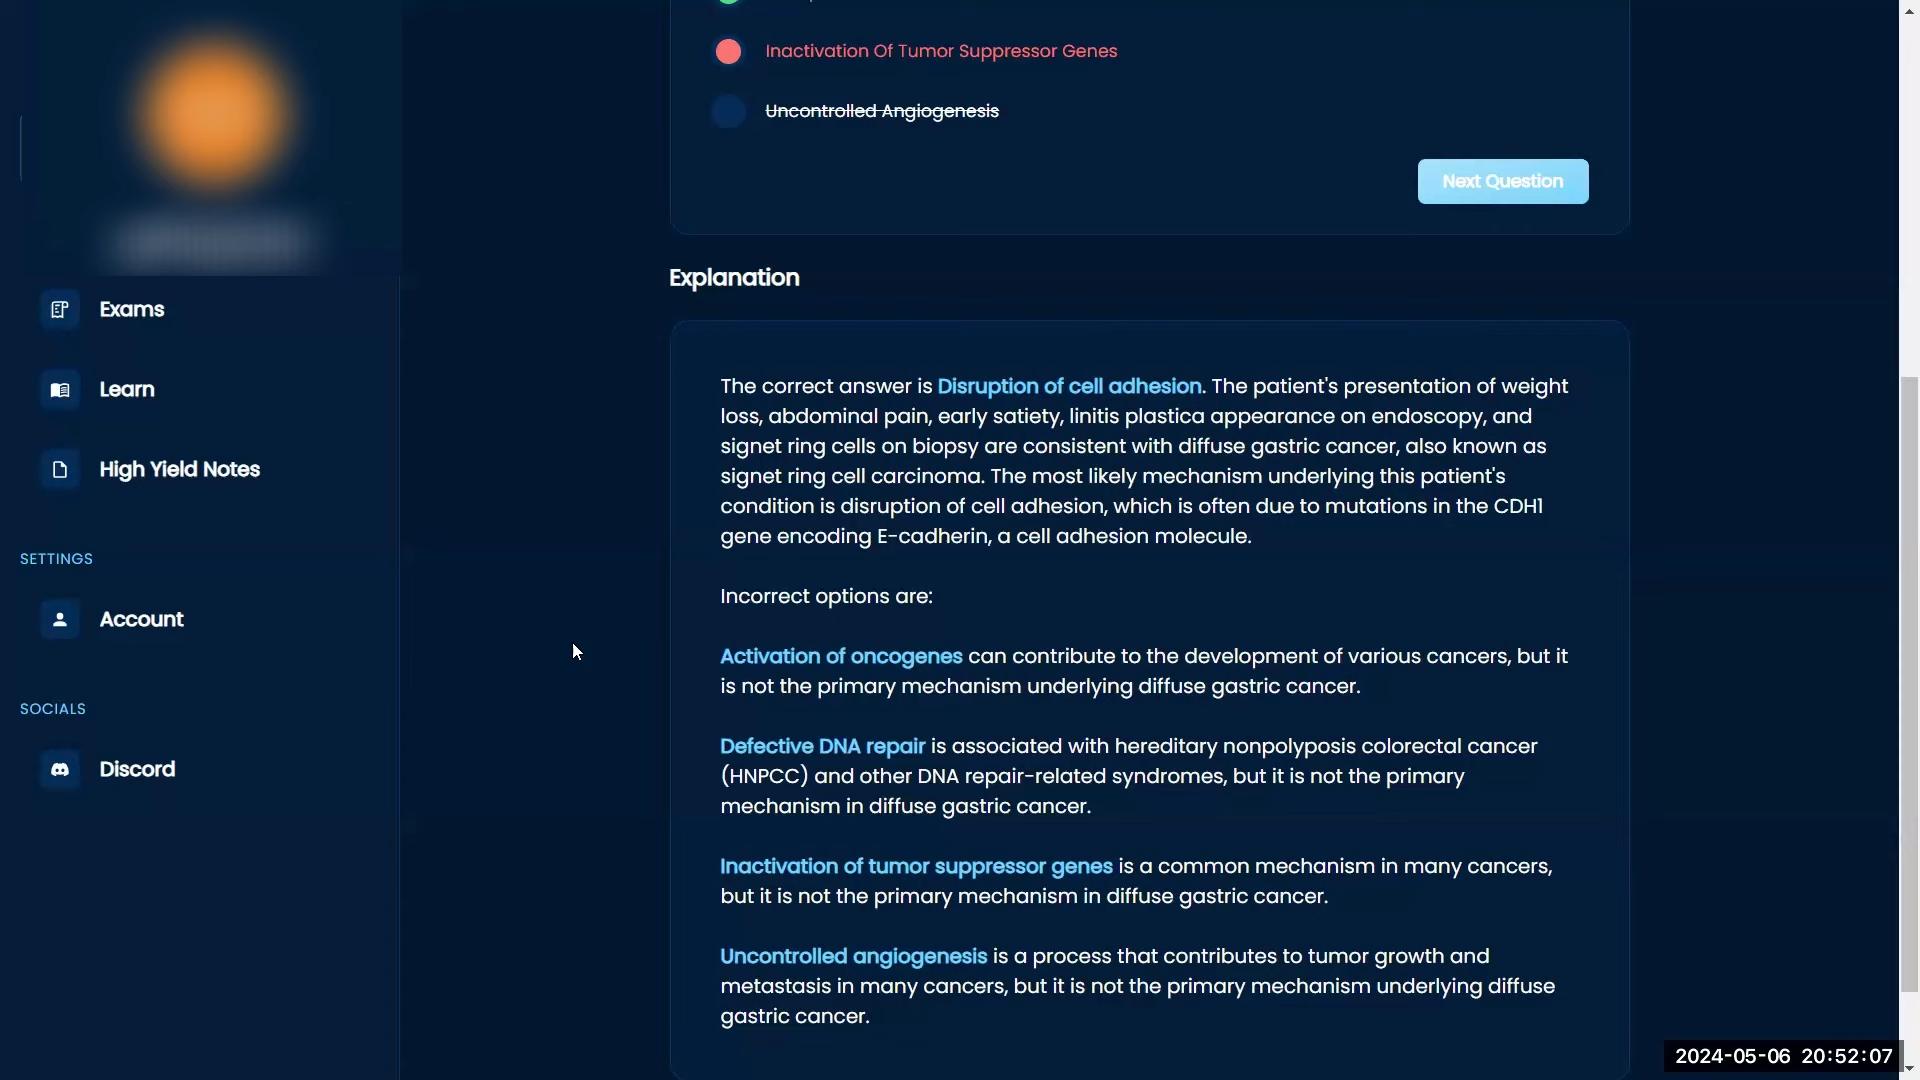 Inactivation Of Tumor Suppressor Genes
Uncontrolled Angiogenesis
Next Question
Exams
Learn
High Yield Notes
SETTINGS
Account
SOCIALS
Discord
Explanation
The correct answer is Disruption of cell adhesion. The patient's presentation of weight
loss, abdominal pain, early satiety, linitis plastica appearance on endoscopy, and
signet ring cells on biopsy are consistent with diffuse gastric cancer, also known as
signet ring cell carcinoma. The most likely mechanism underlying this patient's
condition is disruption of cell adhesion, which is often due to mutations in the CDH1
gene encoding E-cadherin, a cell adhesion molecule.
Incorrect options are:
Activation of oncogenes can contribute to the development of various cancers, but it
is not the primary mechanism underlying diffuse gastric cancer.
Defective DNA repair is associated with hereditary nonpolyposis colorectal cancer
(HNPCC) and other DNA repair-related syndromes, but it is not the primary
mechanism in diffuse gastric cancer.
Inactivation of tumor suppressor genes is a common mechanism in many cancers,
but it is not the primary mechanism in diffuse gastric cancer.
Uncontrolled angiogenesis is a process that contributes to tumor growth and
metastasis in many cancers, but it is not the primary mechanism underlying diffuse
gastric cancer.
2024-05-06 20:52:07